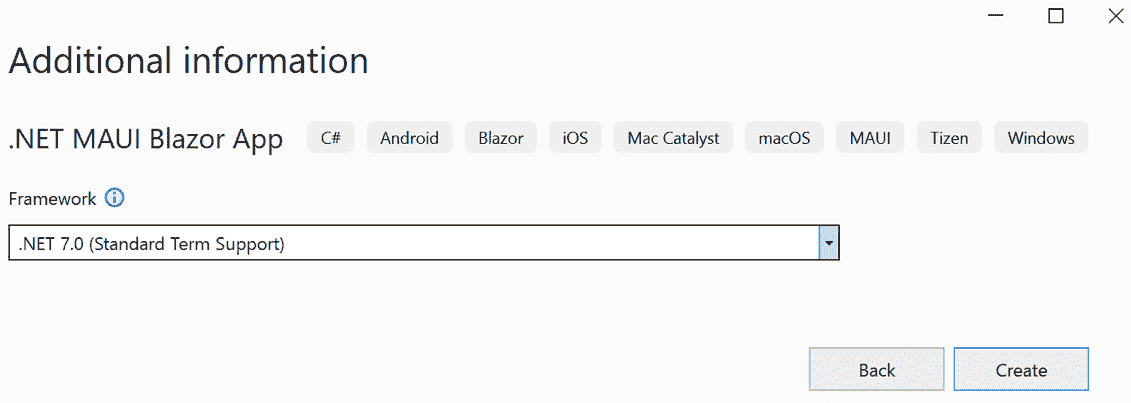 Additional information
.NET MAUI Blazor App C# Android Blazor iOS Mac Catalyst macOS MAUI Tizen Windows
Framework
.NET 7.0 (Standard Term Support)
Back Create